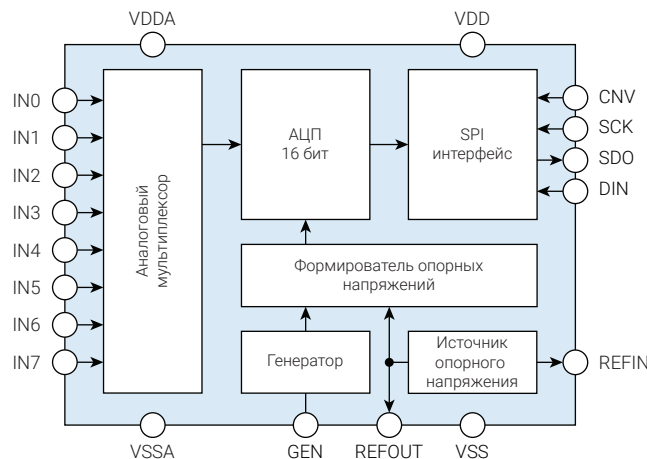 VDDA
VDD
IN0
IN1
IN2
IN3
IN4
IN5
IN6
IN7
Аналоговый
мультиплексор
АЦП
16 бит
SPI
интерфейс
CNV
SCK
SDO
DIN
Формирователь опорных
напряжений
Генератор
Источник
опорного
напряжения
REFIN
VSSA
GEN
REFOUT
VSS